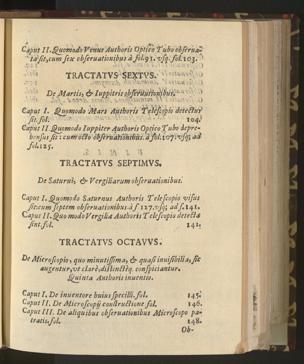 Caput II. Quomodo Venus Authoris Optico Tubo obserua-
ta sit, cum sex obseruationibus à fol. 91. vsq. fol. 103.
TRACTATVS SEXTVS.
De Martis, & Iuppitris obseruationibus.
Caput I. Quomodo Mars Authoris Telescopio detectus
sit. fol. 104.
Caput II. Quomodo Iuppiter Authoris Optico Tubo depre-
hensus sit: cum octo obseruationibus à fol. 107. vsq; ad
fol. 125.
TRACTATVS SEPTIMVS.
De Saturni, & Vergiliarum obseruationibus.
Caput I. Quomodo Saturnus Authoris Telescopio visus
sit: cum septem obseruationibus à f. 127. vsq; ad f. 141.
Caput II. Quomodo Vergilia Authoris Telescopio detecta
sint. fol. 141.
TRACTATVS OCTAVVS.
De Microscopio, quo minutissima, & quasi inuisibilia, sic
augentur, vt clarè, distinctèq; conspiciantur.
Quinta Authoris inuentio.
Caput I. De inuentore huius specilli. fol. 145.
Caput II. De Microscopij constructione fol. 146.
Caput III. De aliquibus obseruationibus Microscopo pa-
tratis. fol. 148.
Ob-